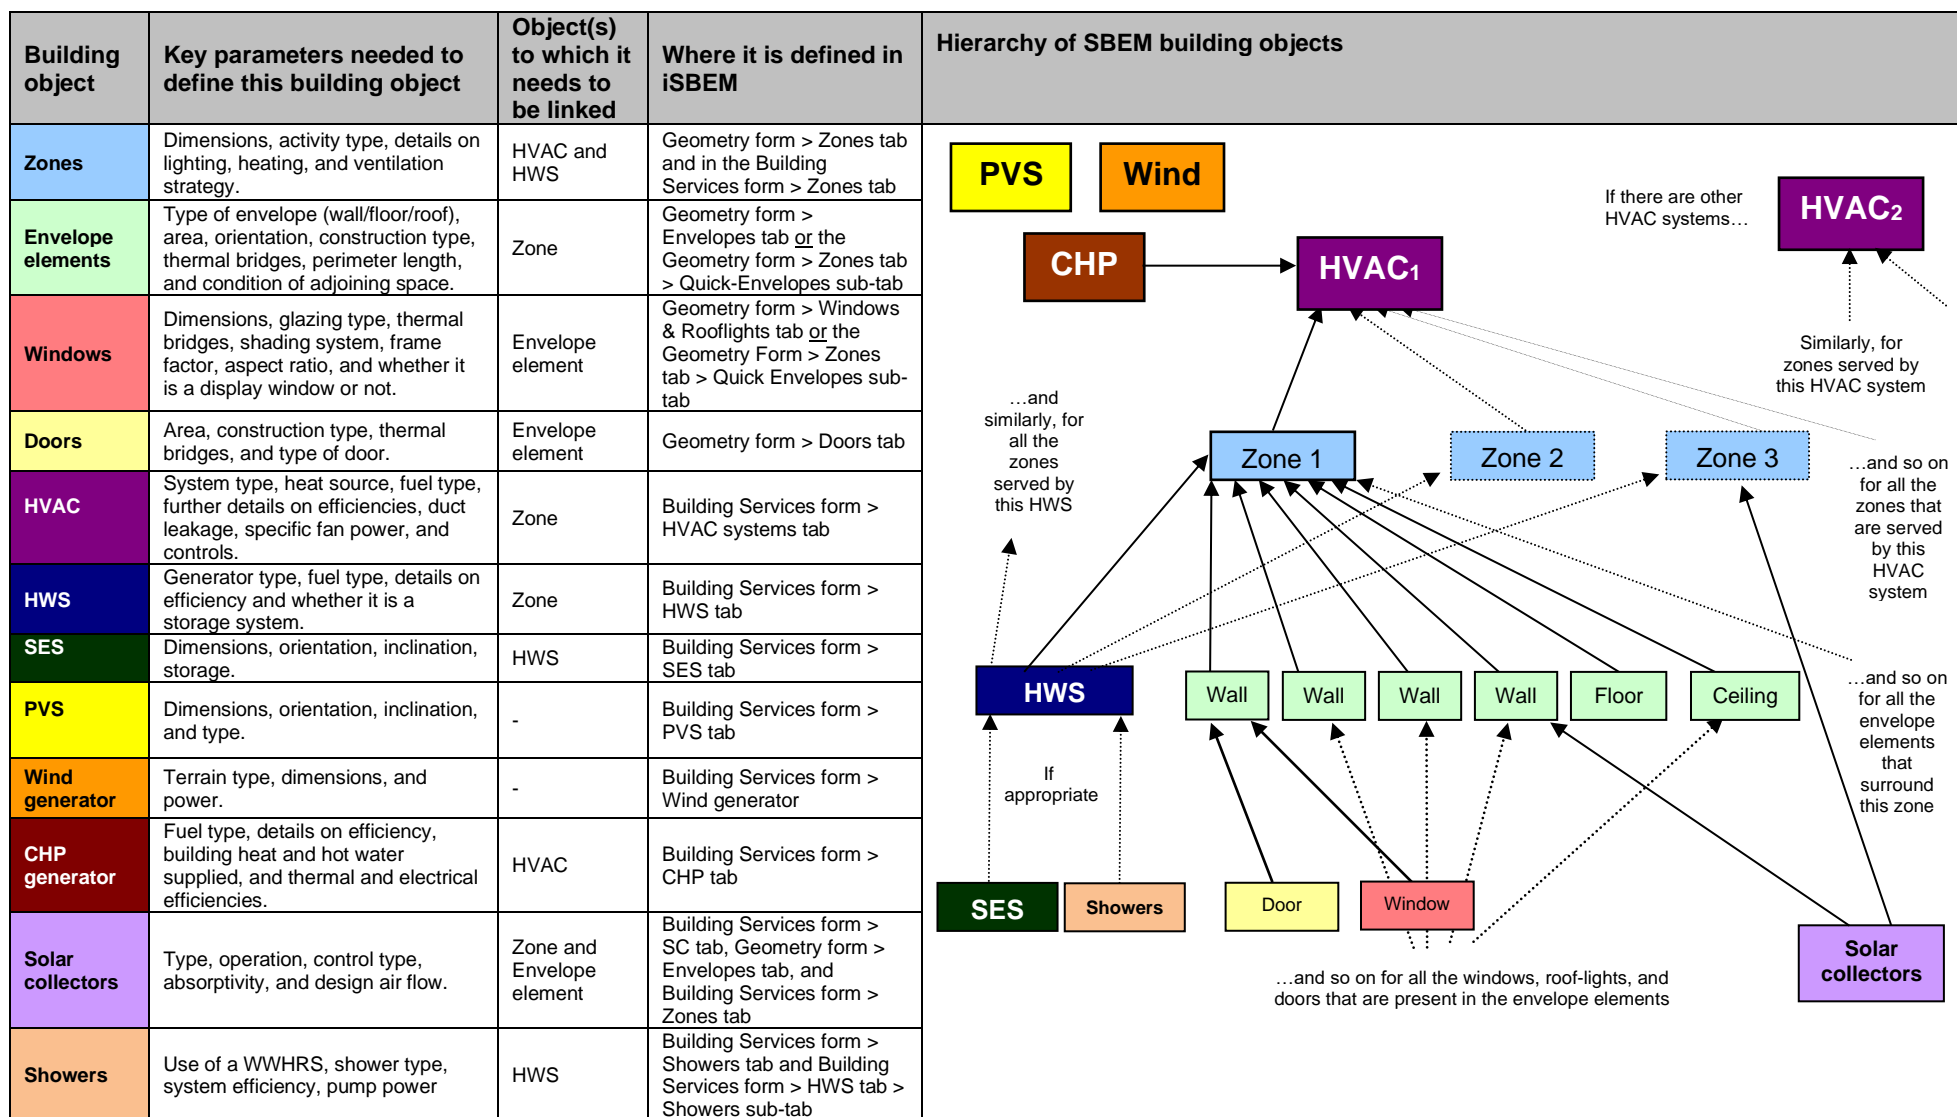 Building
object
Key parameters needed to
define this building object
Object(s)
to which it
needs to
be linked
Where it is defined in
iSBEM
Hierarchy of SBEM building objects
Zones
Dimensions, activity type, details on
lighting, heating, and ventilation
strategy.
HVAC and
HWS
Geometry form > Zones tab
and in the Building
Services form > Zones tab
Envelope
elements
Type of envelope (wall/floor/roof),
area, orientation, construction type,
thermal bridges, perimeter length,
and condition of adjoining space.
Zone
Geometry form >
Envelopes tab or the
Geometry form > Zones tab
> Quick-Envelopes sub-tab
Windows
Dimensions, glazing type, thermal
bridges, shading system, frame
factor, aspect ratio, and whether it
is a display window or not.
Envelope
element
Geometry form > Windows
& Rooflights tab or the
Geometry Form > Zones
tab > Quick Envelopes sub-
tab
Doors
Area, construction type, thermal
bridges, and type of door.
Envelope
element
Geometry form > Doors tab
HVAC
System type, heat source, fuel type,
further details on efficiencies, duct
leakage, specific fan power, and
controls.
Zone
Building Services form >
HVAC systems tab
HWS
Generator type, fuel type, details on
efficiency and whether it is a
storage system.
Zone
Building Services form >
HWS tab
SES
Dimensions, orientation, inclination,
storage.
HWS
Building Services form >
SES tab
PVS
Dimensions, orientation, inclination,
and type.
-
Building Services form >
PVS tab
Wind
generator
Terrain type, dimensions, and
power.
-
Building Services form >
Wind generator
CHP
generator
Fuel type, details on efficiency,
building heat and hot water
supplied, and thermal and electrical
efficiencies.
HVAC
Building Services form >
CHP tab
Solar
collectors
Type, operation, control type,
absorptivity, and design air flow.
Zone and
Envelope
element
Building Services form >
SC tab, Geometry form >
Envelopes tab, and
Building Services form >
Zones tab
Showers
Use of a WWHRS, shower type,
system efficiency, pump power
HWS
Building Services form >
Showers tab and Building
Services form > HWS tab >
Showers sub-tab
PVS
Wind
If there are other
HVAC systems…
HVAC2
CHP
HVAC1
Similarly, for
zones served by
this HVAC system
…and
similarly, for
all the
zones
served by
this HWS
Zone 1
Zone 2
Zone 3
…and so on
for all the
zones that
are served
by this
HVAC
system
HWS
Wall
Wall
Wall
Wall
Floor
Ceiling
…and so on
for all the
envelope
elements
that
surround
this zone
If
appropriate
SES
Showers
Door
Window
Solar
collectors
…and so on for all the windows, roof-lights, and
doors that are present in the envelope elements